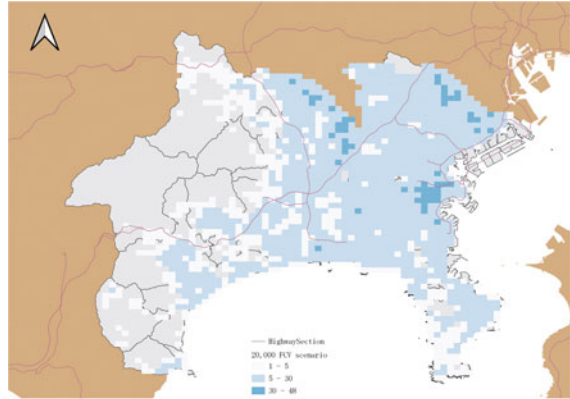 HighwaySection
20,000 FCV scenario
1 - 5
5 - 30
30 - 48